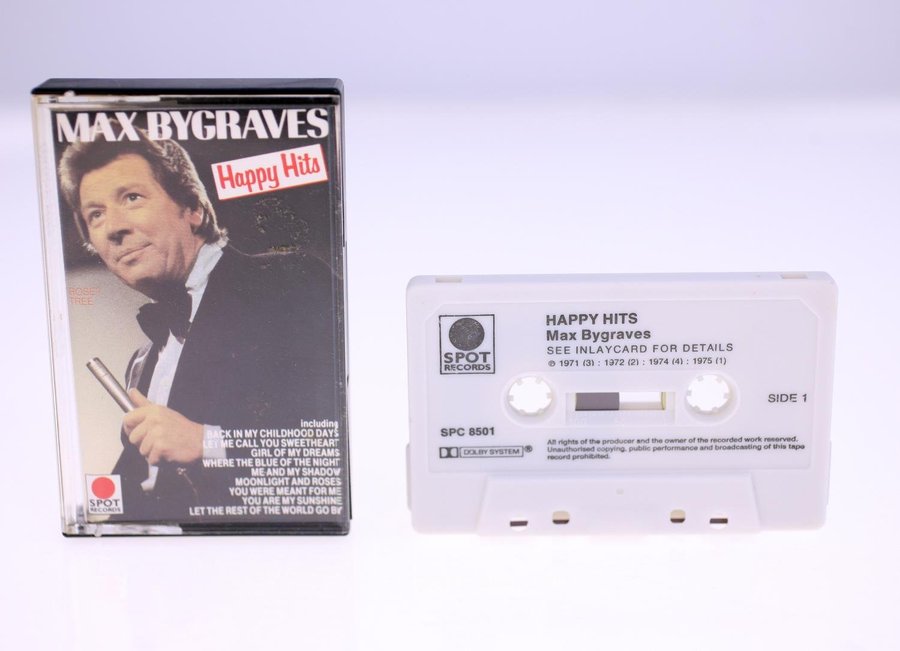 MAX BYGRAVES
Happy Hits
ROSE
TREE
including
BACK IN MY CHILDHOOD DAYS
LET ME CALL YOU SWEETHEART
GIRL OF MY DREAMS
WHERE THE BLUE OF THE NIGHT
ME AND MY SHADOW
MOONLIGHT AND ROSES
YOU WERE MEANT FOR ME
YOU ARE MY SUNSHINE
LET THE REST OF THE WORLD GO BY
SPOT
RECORDS
SPOT
RECORDS
HAPPY HITS
Max Bygraves
SEE INLAYCARD FOR DETAILS
℗ 1971 (3) : 1972 (2) : 1974 (4) : 1975 (1)
SIDE 1
SPC 8501
DOLBY SYSTEM ®
All rights of the producer and the owner of the recorded work reserved.
Unauthorised copying, public performance and broadcasting of this tape
record prohibited.